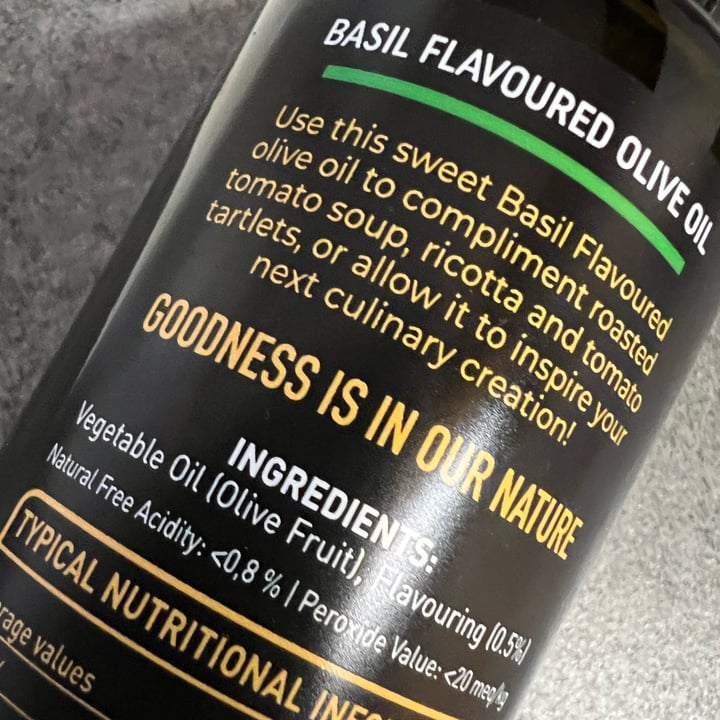 BASIL FLAVOURED OLIVE OIL
Use this sweet Basil Flavoured
olive oil to compliment roasted
tomato soup, ricotta and tomato
tartlets, or allow it to inspire your
next culinary creation!
GOODNESS IS IN OUR NATURE
INGREDIENTS:
Vegetable Oil (Olive Fruit), Flavouring (0.5%)
Natural Free Acidity: <0,8 % | Peroxide Value: <20 meq/kg
TYPICAL NUTRITIONAL
values